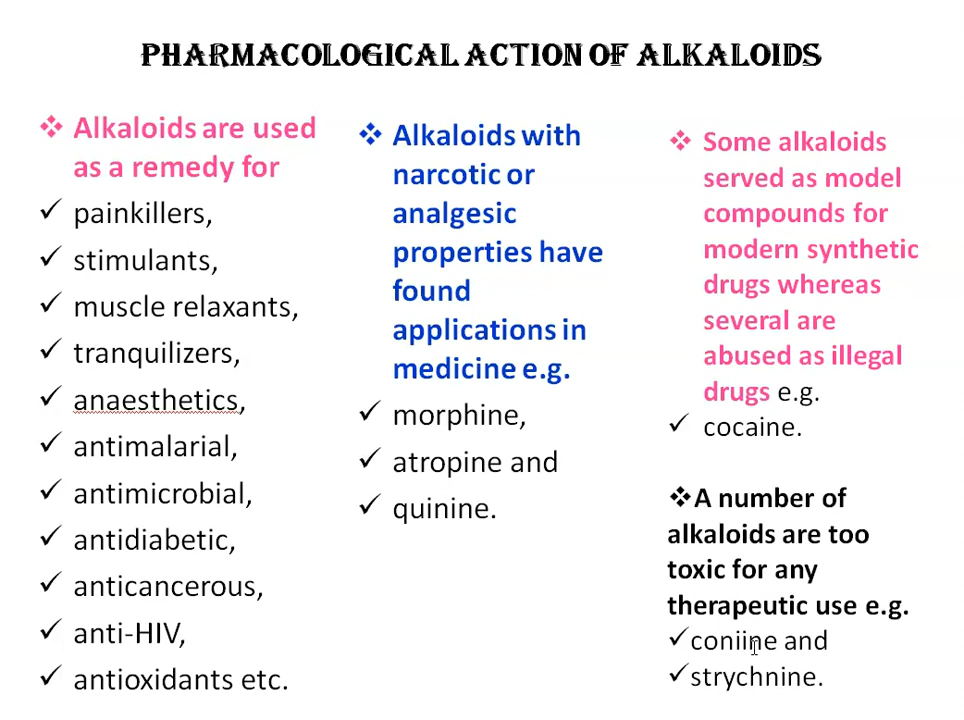 PHARMACOLOGICAL ACTION OF ALKALOIDS
❖ Alkaloids are used
as a remedy for
✓ painkillers,
✓ stimulants,
✓ muscle relaxants,
✓ tranquilizers,
✓ anaesthetics,
✓ antimalarial,
✓ antimicrobial,
✓ antidiabetic,
✓ anticancerous,
✓ anti-HIV,
✓ antioxidants etc.
❖ Alkaloids with
narcotic or
analgesic
properties have
found
applications in
medicine e.g.
✓ morphine,
✓ atropine and
✓ quinine.
❖ Some alkaloids
served as model
compounds for
modern synthetic
drugs whereas
several are
abused as illegal
drugs e.g.
✓ cocaine.
❖A number of
alkaloids are too
toxic for any
therapeutic use e.g.
✓coniine and
✓strychnine.